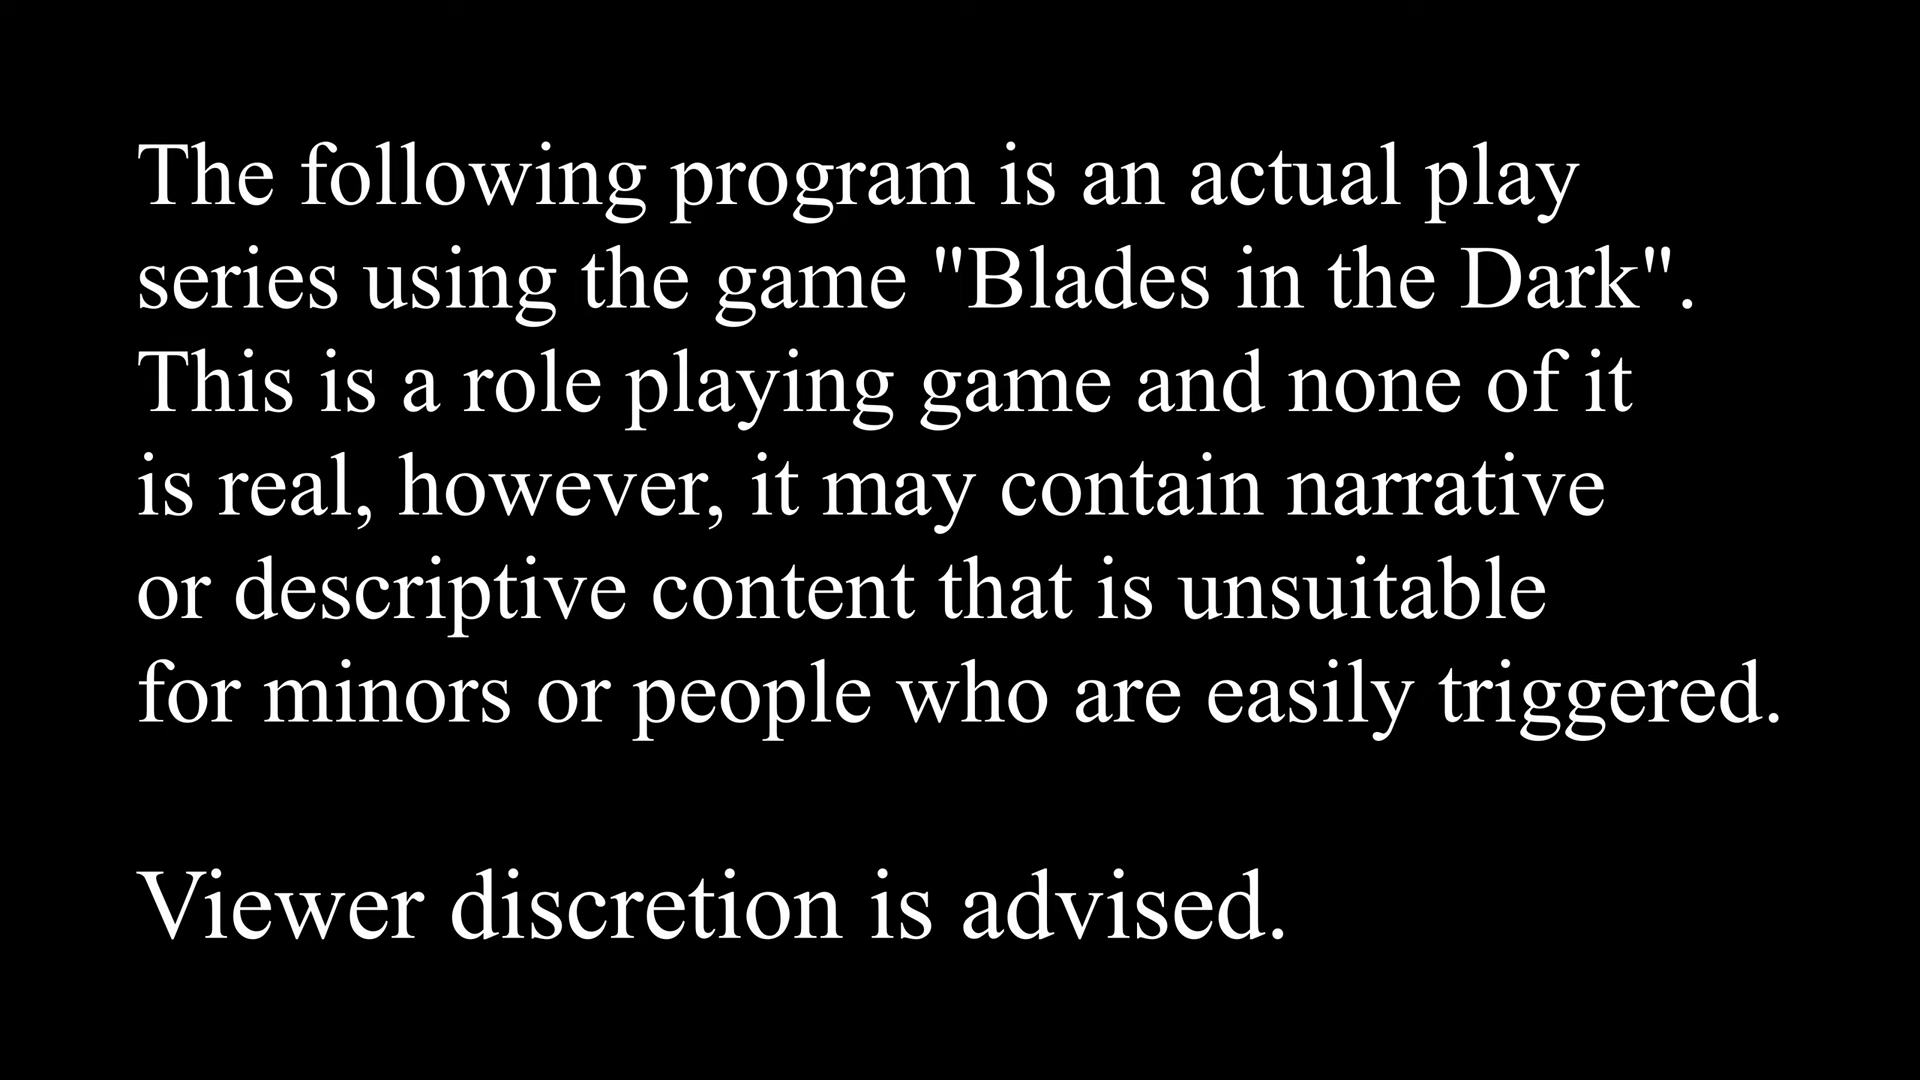 The following program is an actual play
series using the game "Blades in the Dark".
This is a role playing game and none of it
is real, however, it may contain narrative
or descriptive content that is unsuitable
for minors or people who are easily triggered.
Viewer discretion is advised.